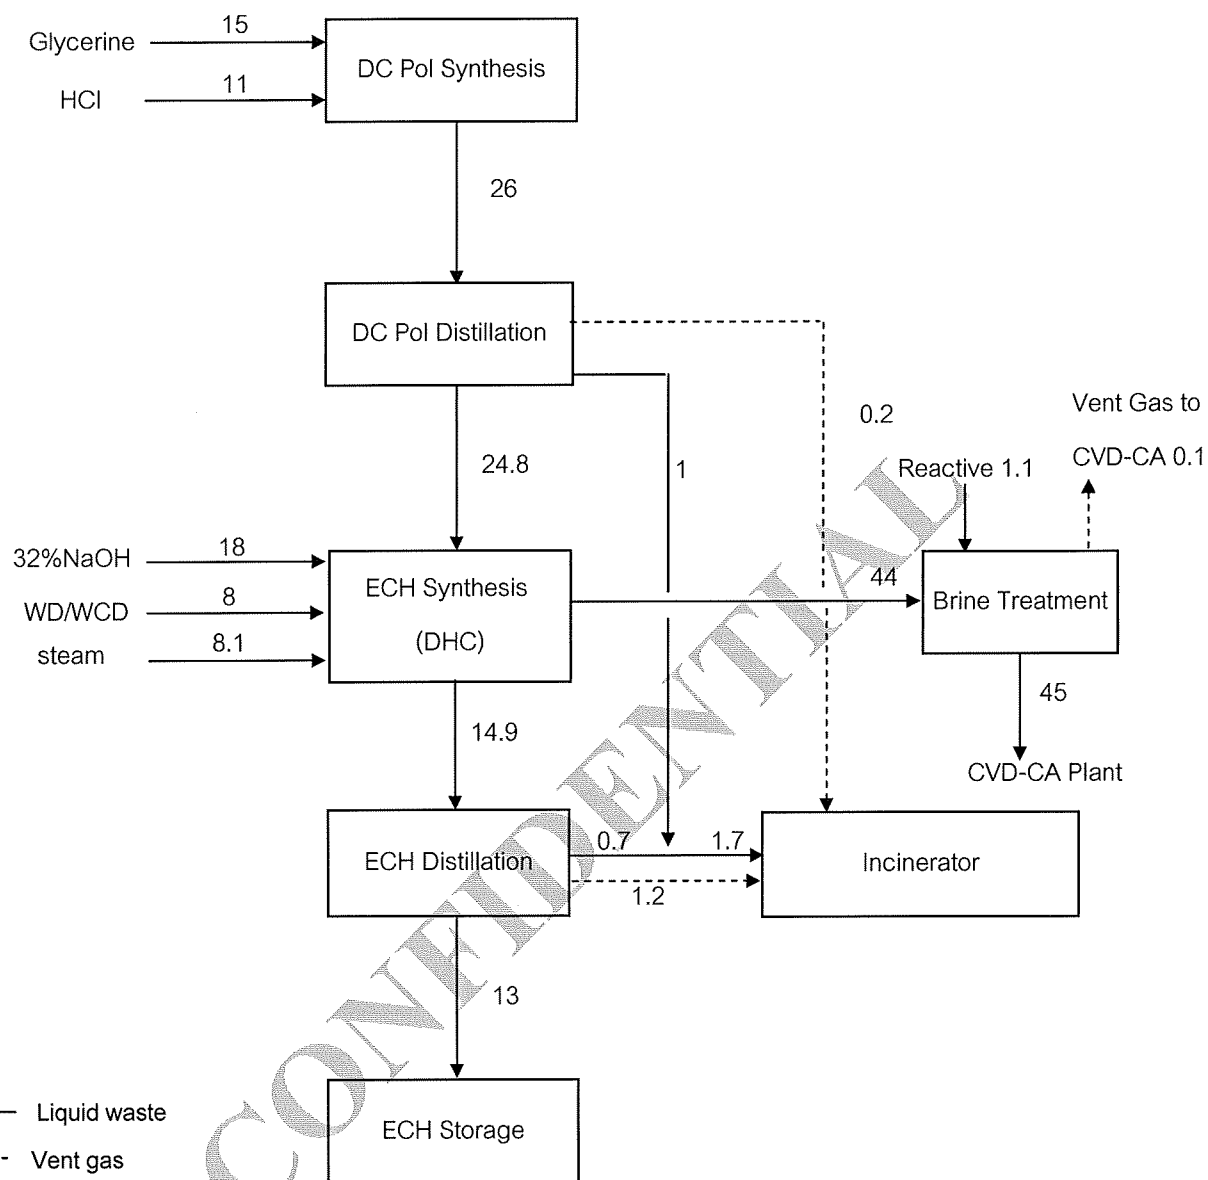 Glycerine
15
HCl
11
DC Pol Synthesis
26
DC Pol Distillation
0.2
1
24.8
Vent Gas to
CVD-CA 0.1
Reactive 1.1
32%NaOH
18
WD/WCD
8
steam
8.1
ECH Synthesis
(DHC)
44
Brine Treatment
45
CVD-CA Plant
14.9
ECH Distillation
0.7
1.7
1.2
Incinerator
13
ECH Storage
Liquid waste
Vent gas
CONFIDENTIAL